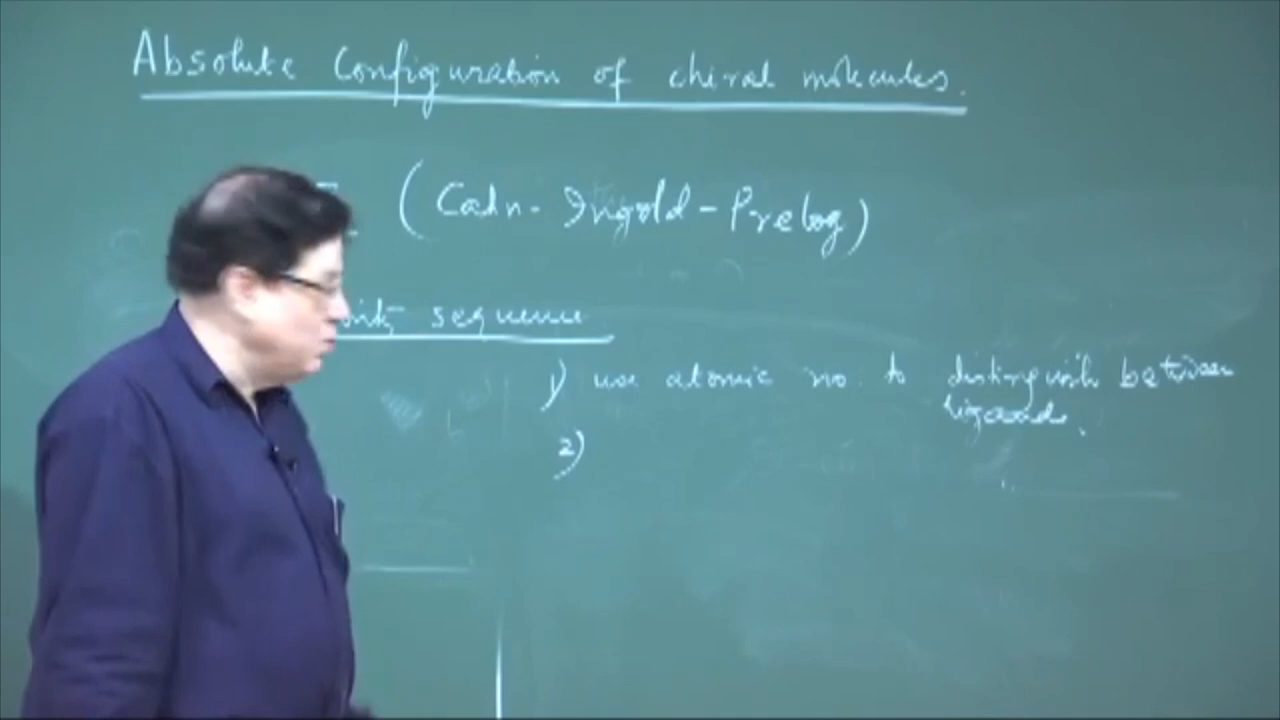 Absolute Configuration of chiral molecules.
(Cahn-Ingold-Prelog)
sequence
1) use atomic no. to distinguish between
ligands.
2)